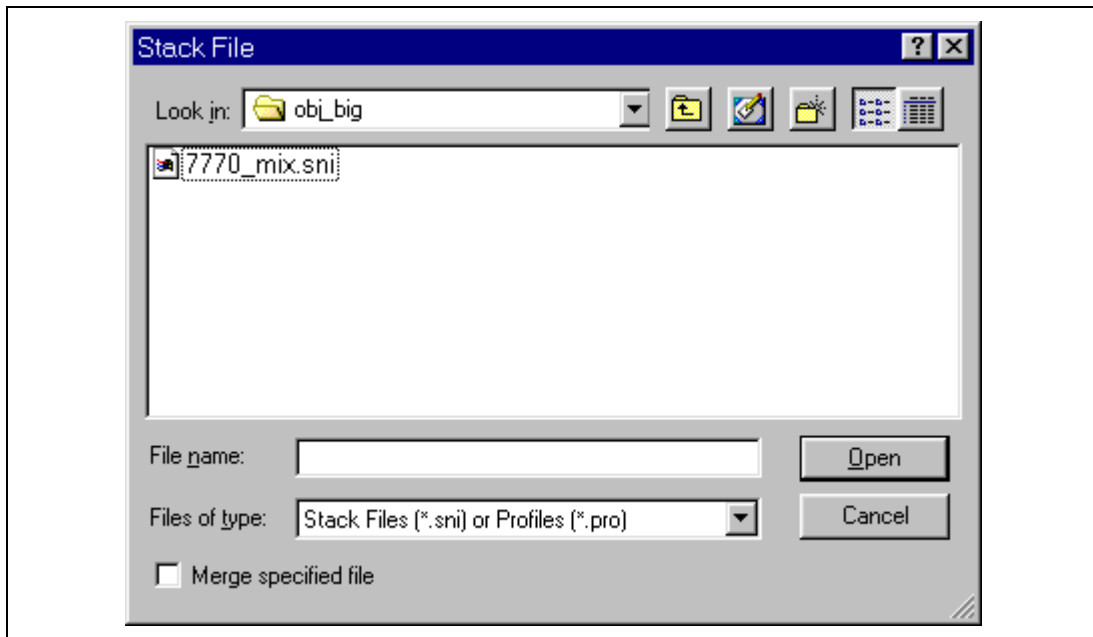 Stack File
Look in: obj_big
7770_mix.sni
File name:
Open
Files of type: Stack Files (*.sni) or Profiles (*.pro)
Cancel
Merge specified file